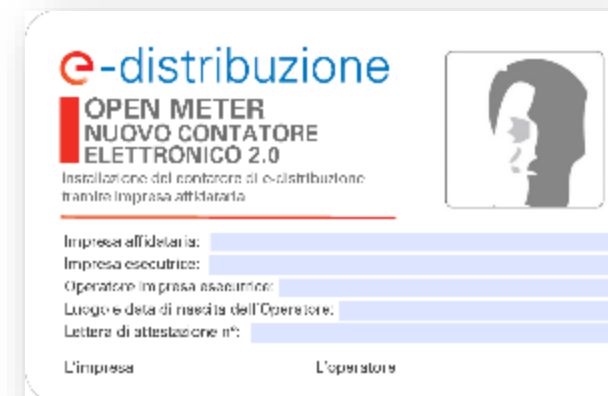 e-distribuzione
OPEN METER
NUOVO CONTATORE
ELETTRONICO 2.0
Installazione del contatore di e-distribuzione
tramite impresa affidataria
Impresa affidataria:
Impresa esecutrice:
Operatore impresa esecutrice:
Luogo e data di nascita dell'Operatore:
Lettera di attestazione n°:
L'impresa L'operatore